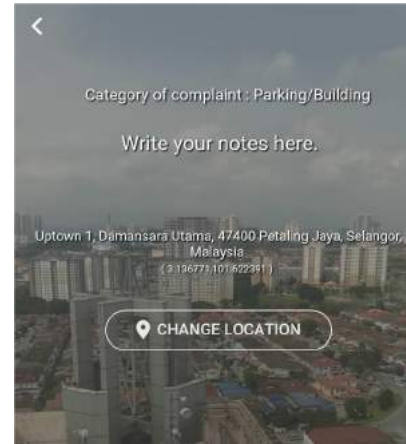 Category of complaint : Parking/Building
Write your notes here.
Uptown 1, Damansara Utama, 47400 Petaling Jaya, Selangor,
Malaysia
( 3.136771,101.622391 )
CHANGE LOCATION